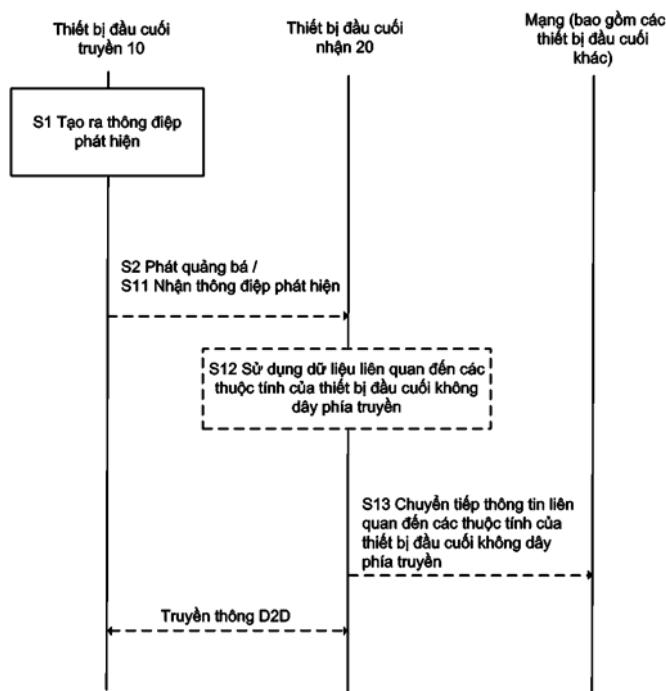 Thiết bị đầu cuối
truyền 10
Thiết bị đầu cuối
nhận 20
Mạng (bao gồm các
thiết bị đầu cuối
khác)
S1 Tạo ra thông điệp
phát hiện
S2 Phát quảng bá /
S11 Nhận thông điệp phát hiện
S12 Sử dụng dữ liệu liên quan đến các
thuộc tính của thiết bị đầu cuối không
dây phía truyền
S13 Chuyển tiếp thông tin liên
quan đến các thuộc tính của
thiết bị đầu cuối không dây
phía truyền
Truyền thông D2D